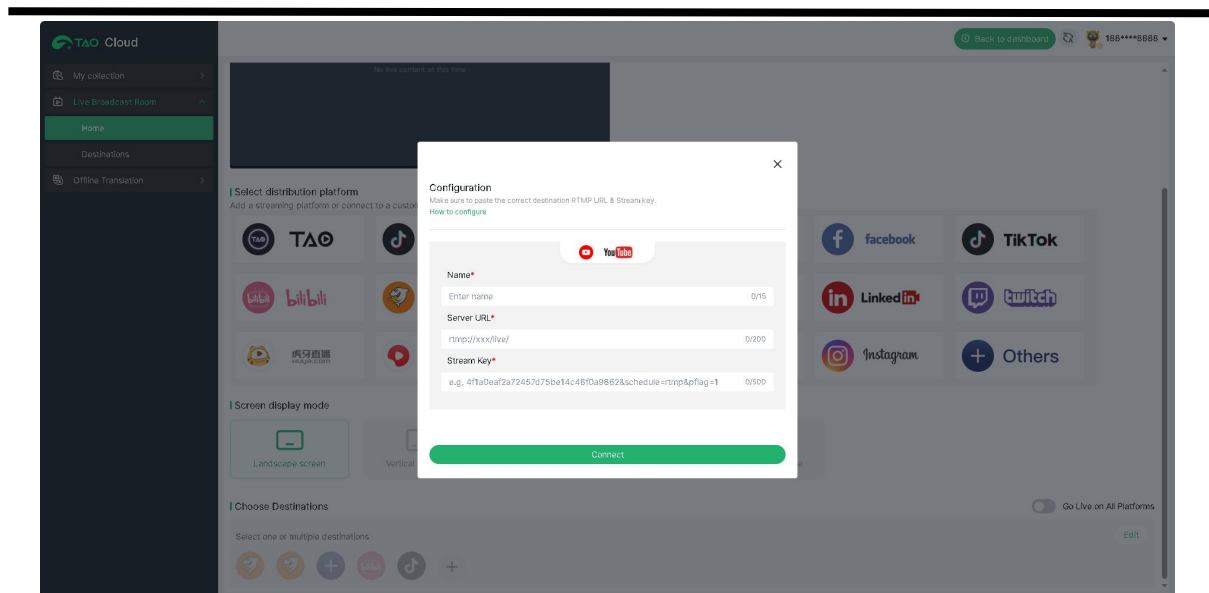 TAO Cloud
Back to dashboard
188****8888
My collection
Live Broadcast Room
Home
Destinations
Offline Translation
No live content at this time
Select distribution platform
Add a streaming platform or connect to a custo
TAO
facebook
TikTok
bilibili
Linked in
twitch
虎牙直播
HUYA.COM
Instagram
Others
Configuration
Make sure to paste the correct destination RTMP URL & Stream key.
How to configure
YouTube
Name*
Enter name 0/15
Server URL*
rtmp://xxx/live/ 0/200
Stream Key*
e.g, 4f1a0eaf2a72457d75be14c46f0a9862&schedule=rtmp&pflag=1 0/500
Connect
Screen display mode
Landscape screen
Vertical
Choose Destinations
Go Live on All Platforms
Select one or multiple destinations
Edit